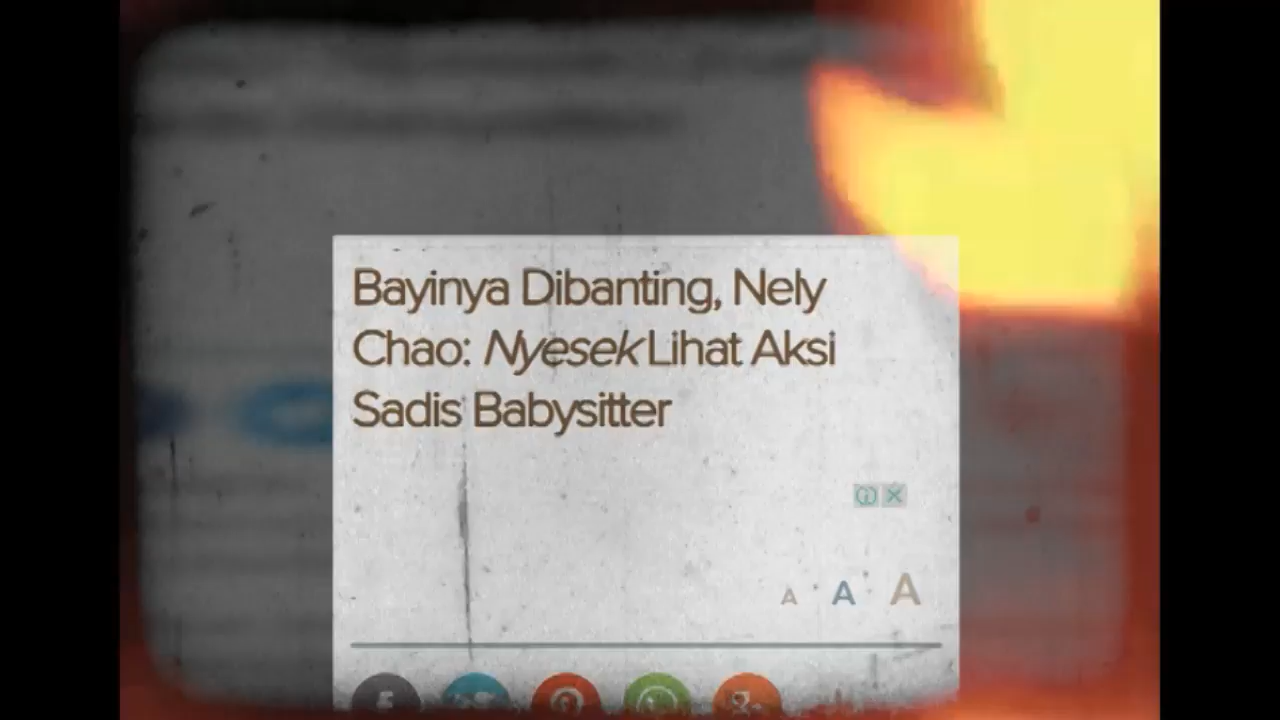 Bayinya Dibanting, Nely
Chao: Nyesek Lihat Aksi
Sadis Babysitter
A A A